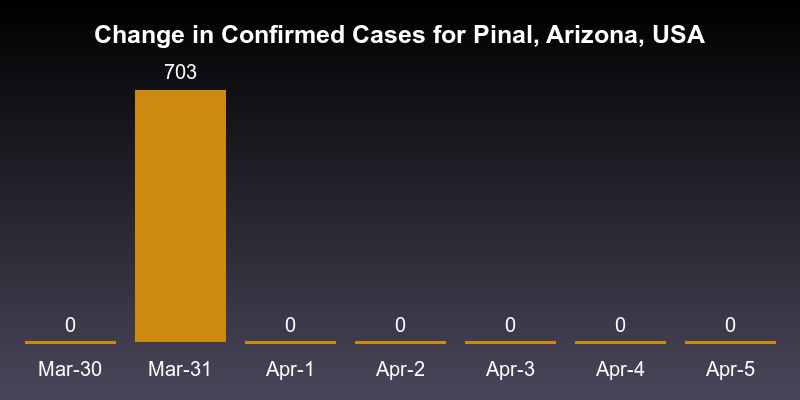 Change in Confirmed Cases for Pinal, Arizona, USA
703
0 0 0 0 0 0
Mar-30 Mar-31 Apr-1 Apr-2 Apr-3 Apr-4 Apr-5